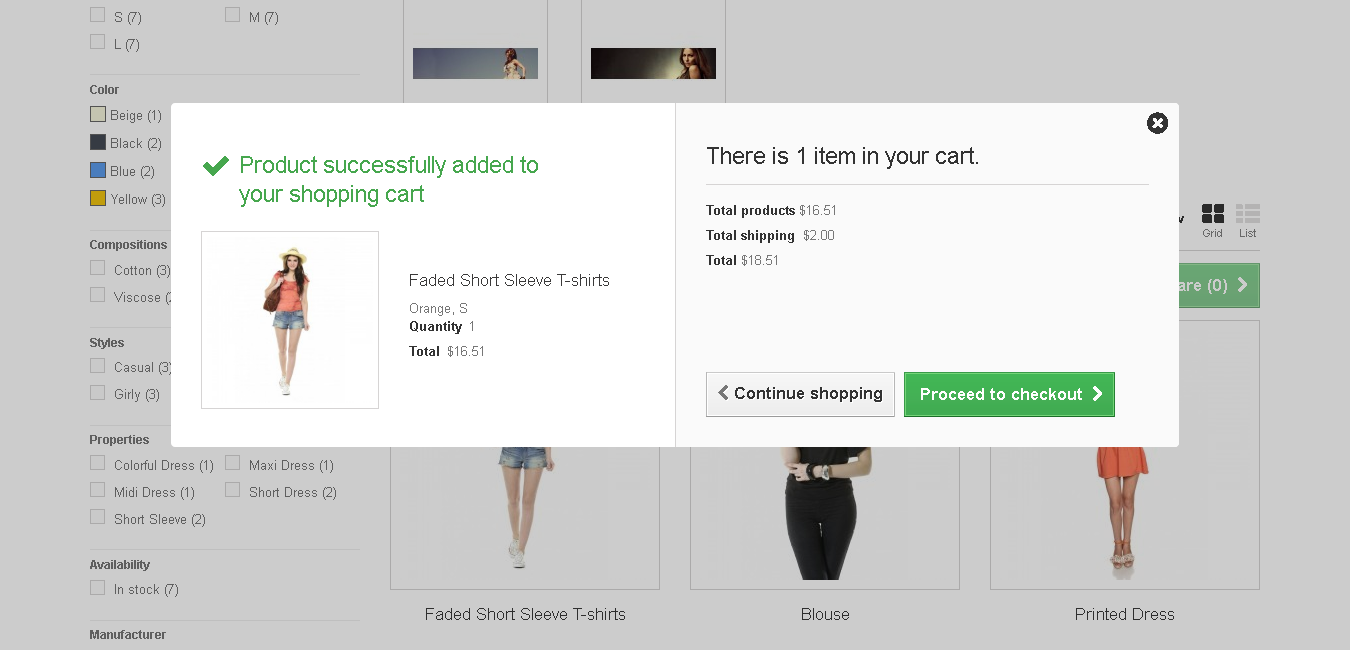 S (7)
M (7)
L (7)
Color
Beige (1)
Black (2)
Blue (2)
Yellow (3)
Compositions
Cotton (3)
Viscose
Styles
Casual (3)
Girly (3)
Properties
Colorful Dress (1)
Maxi Dress (1)
Midi Dress (1)
Short Dress (2)
Short Sleeve (2)
Availability
In stock (7)
Manufacturer
Product successfully added to
your shopping cart
Faded Short Sleeve T-shirts
Orange, S
Quantity 1
Total $16.51
There is 1 item in your cart.
Total products $16.51
Total shipping $2.00
Total $18.51
Continue shopping
Proceed to checkout
Grid
List
are (0)
Faded Short Sleeve T-shirts
Blouse
Printed Dress